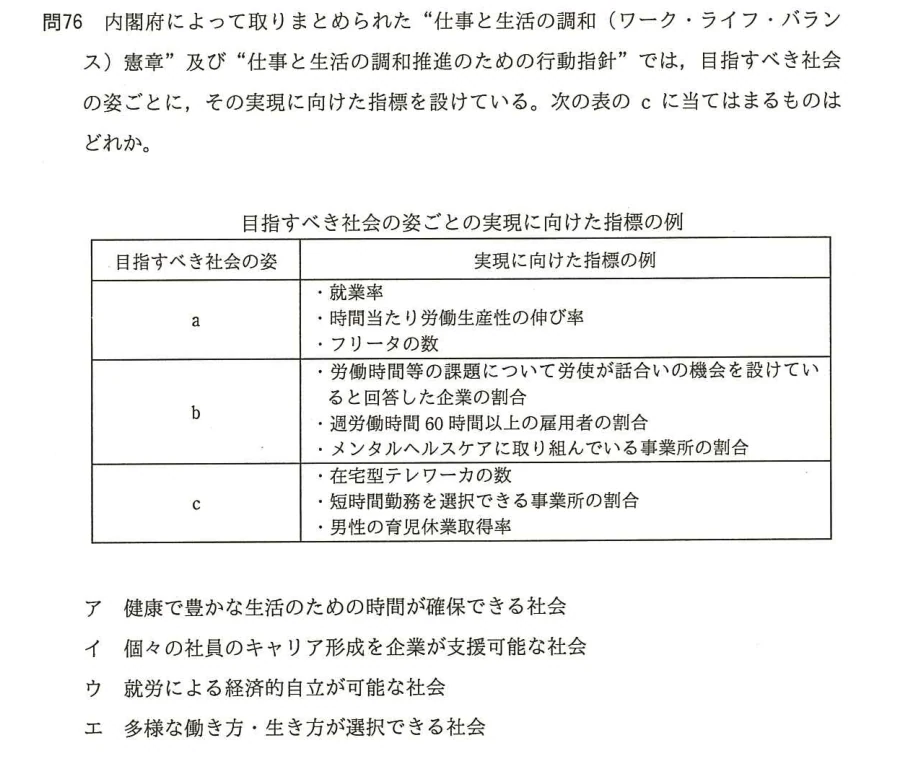 問76 内閣府によって取りまとめられた“仕事と生活の調和(ワーク・ライフ・バラン
ス)憲章”及び“仕事と生活の調和推進のための行動指針”では,目指すべき社会
の姿ごとに,その実現に向けた指標を設けている。次の表の c に当てはまるものは
どれか。
目指すべき社会の姿ごとの実現に向けた指標の例
目指すべき社会の姿 実現に向けた指標の例
a
・就業率
・時間当たり労働生産性の伸び率
・フリータの数
b
・労働時間等の課題について労使が話合いの機会を設けてい
ると回答した企業の割合
・週労働時間 60 時間以上の雇用者の割合
・メンタルヘルスケアに取り組んでいる事業所の割合
c
・在宅型テレワーカの数
・短時間勤務を選択できる事業所の割合
・男性の育児休業取得率
ア 健康で豊かな生活のための時間が確保できる社会
イ 個々の社員のキャリア形成を企業が支援可能な社会
ウ 就労による経済的自立が可能な社会
エ 多様な働き方・生き方が選択できる社会